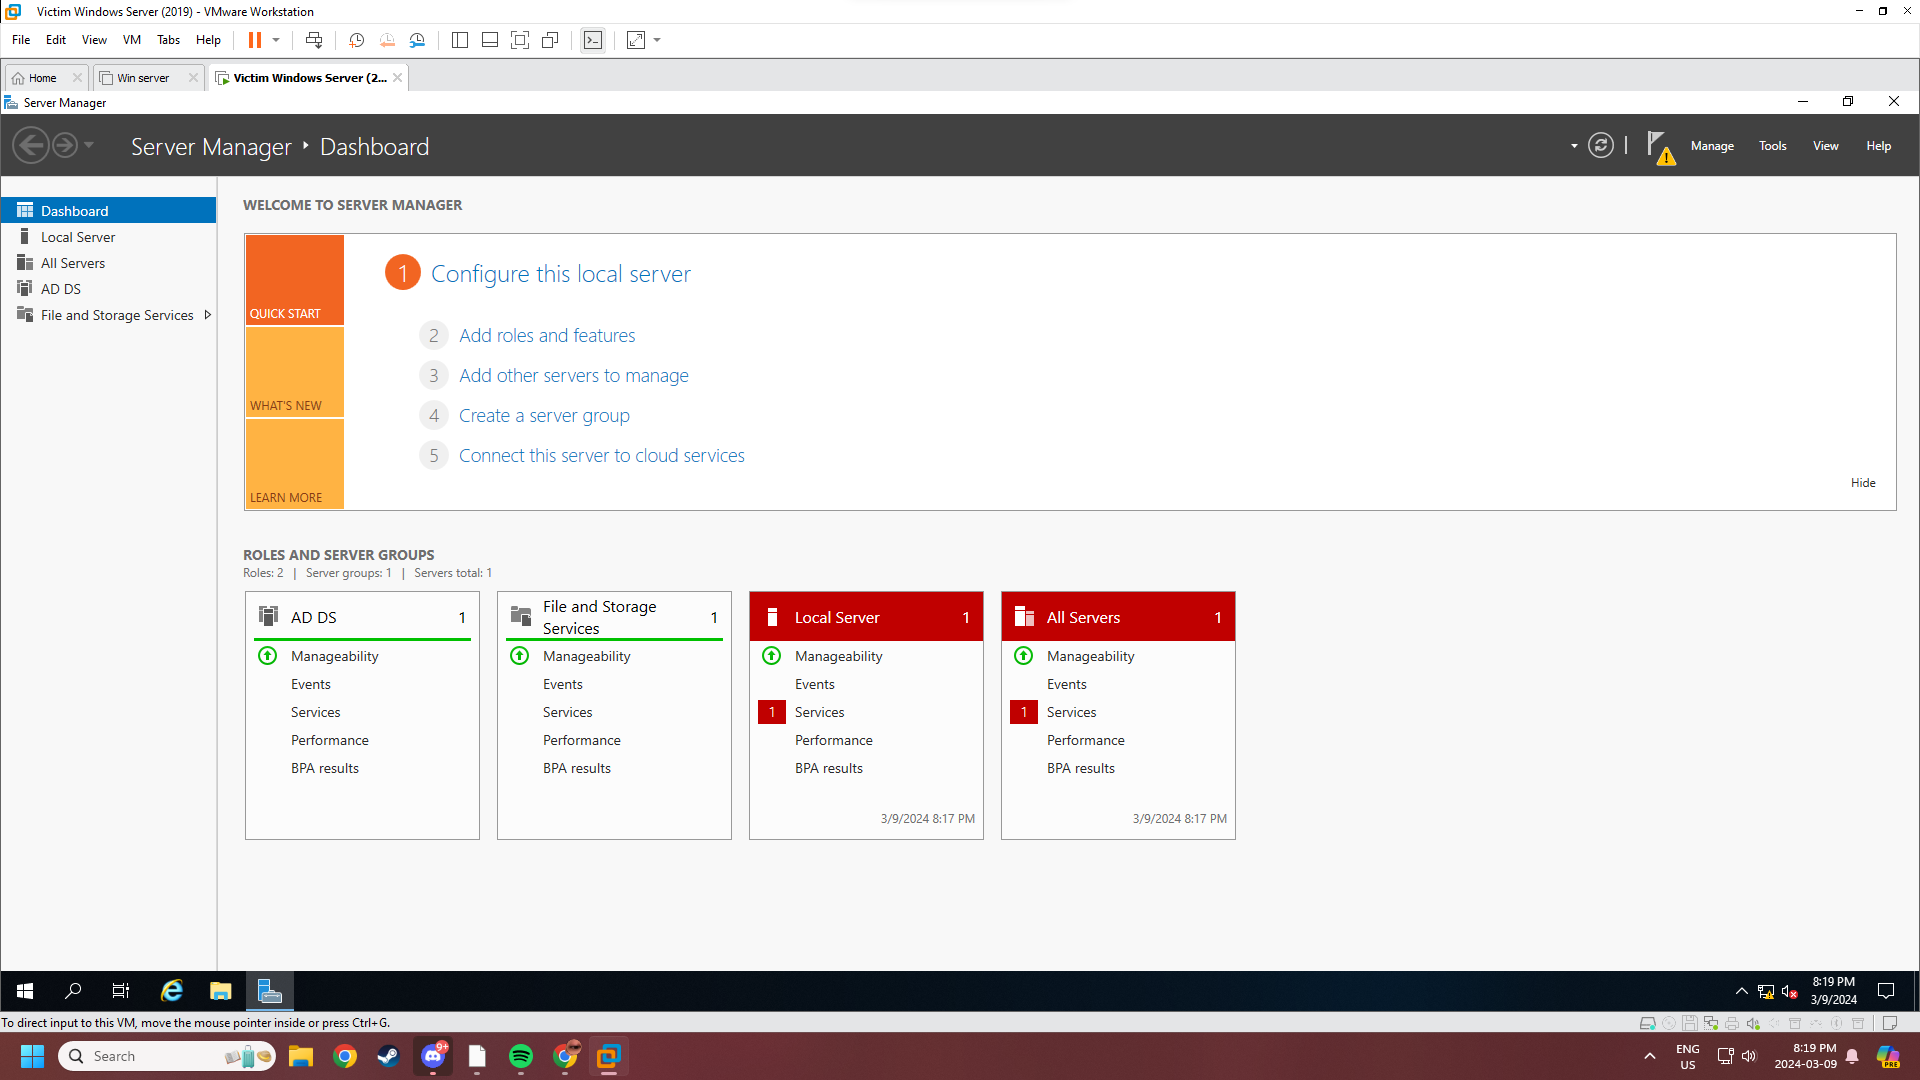 Victim Windows Server (2019) - VMware Workstation
File Edit View VM Tabs Help
Home Win server Victim Windows Server (2...
Server Manager
Server Manager Dashboard
Manage Tools View Help
Dashboard
Local Server
All Servers
AD DS
File and Storage Services
WELCOME TO SERVER MANAGER
QUICK START
WHAT'S NEW
LEARN MORE
1 Configure this local server
2 Add roles and features
3 Add other servers to manage
4 Create a server group
5 Connect this server to cloud services
Hide
ROLES AND SERVER GROUPS
Roles: 2 | Server groups: 1 | Servers total: 1
AD DS 1
Manageability
Events
Services
Performance
BPA results
File and Storage
Services 1
Manageability
Events
Services
Performance
BPA results
Local Server 1
Manageability
Events
1 Services
Performance
BPA results
3/9/2024 8:17 PM
All Servers 1
Manageability
Events
1 Services
Performance
BPA results
3/9/2024 8:17 PM
8:19 PM
3/9/2024
To direct input to this VM, move the mouse pointer inside or press Ctrl+G.
Search
9+
ENG
US
8:19 PM
2024-03-09
PRE